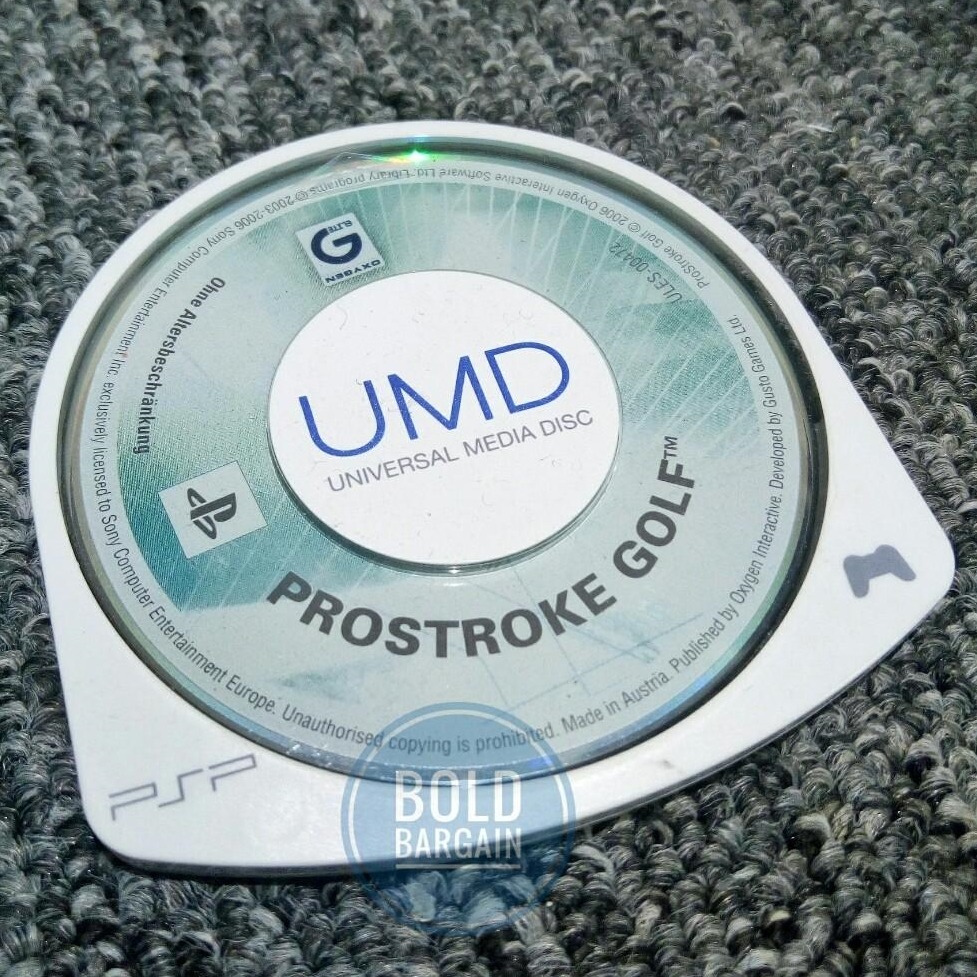 UMD
UNIVERSAL MEDIA DISC
PROSTROKE GOLF™
OXYGEN
ELITE
Ohne Altersbeschränkung
ULES-00472
ProStroke Golf © 2006 Oxygen Interactive Software Ltd. Library programs © 2003-2006 Sony Computer Entertainment Inc. exclusively licensed to Sony Computer Entertainment Europe. Unauthorised copying is prohibited. Made in Austria. Published by Oxygen Interactive. Developed by Gusto Games Ltd.
PSP
BOLD
BARGAIN